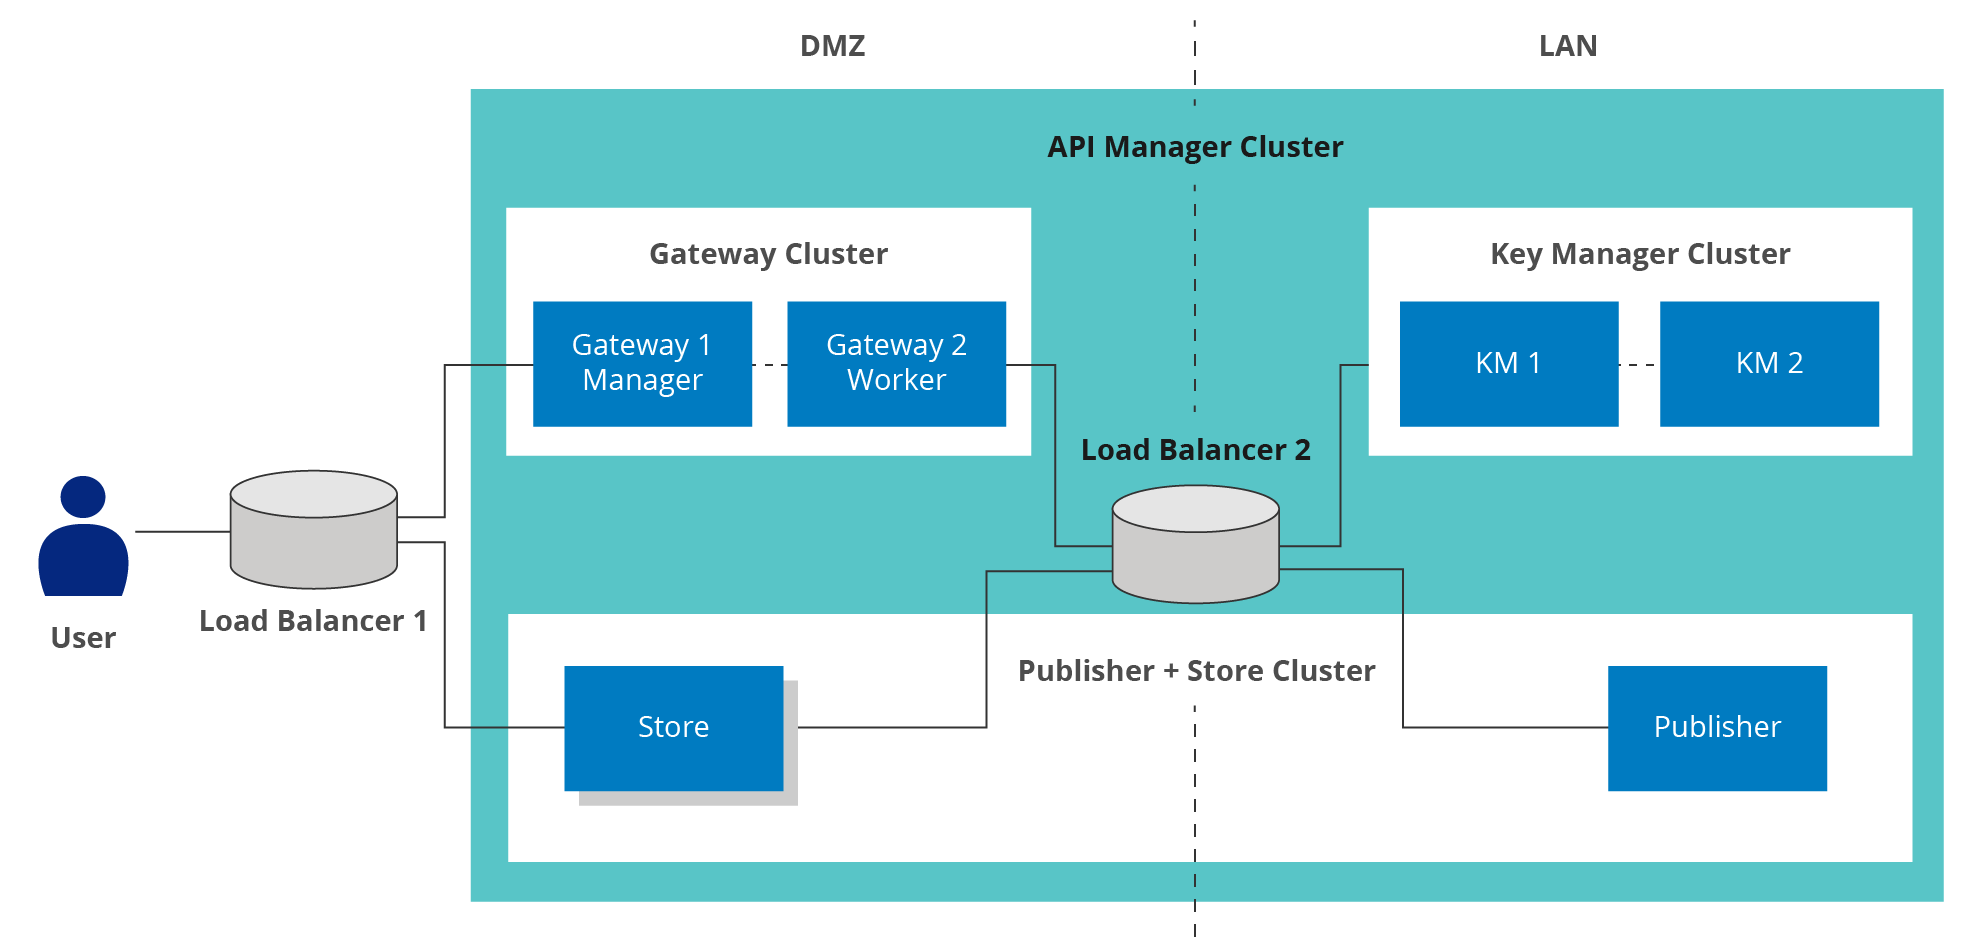 DMZ
LAN
API Manager Cluster
Gateway Cluster
Key Manager Cluster
Gateway 1
Manager
Gateway 2
Worker
KM 1
KM 2
Load Balancer 2
User
Load Balancer 1
Publisher + Store Cluster
Store
Publisher